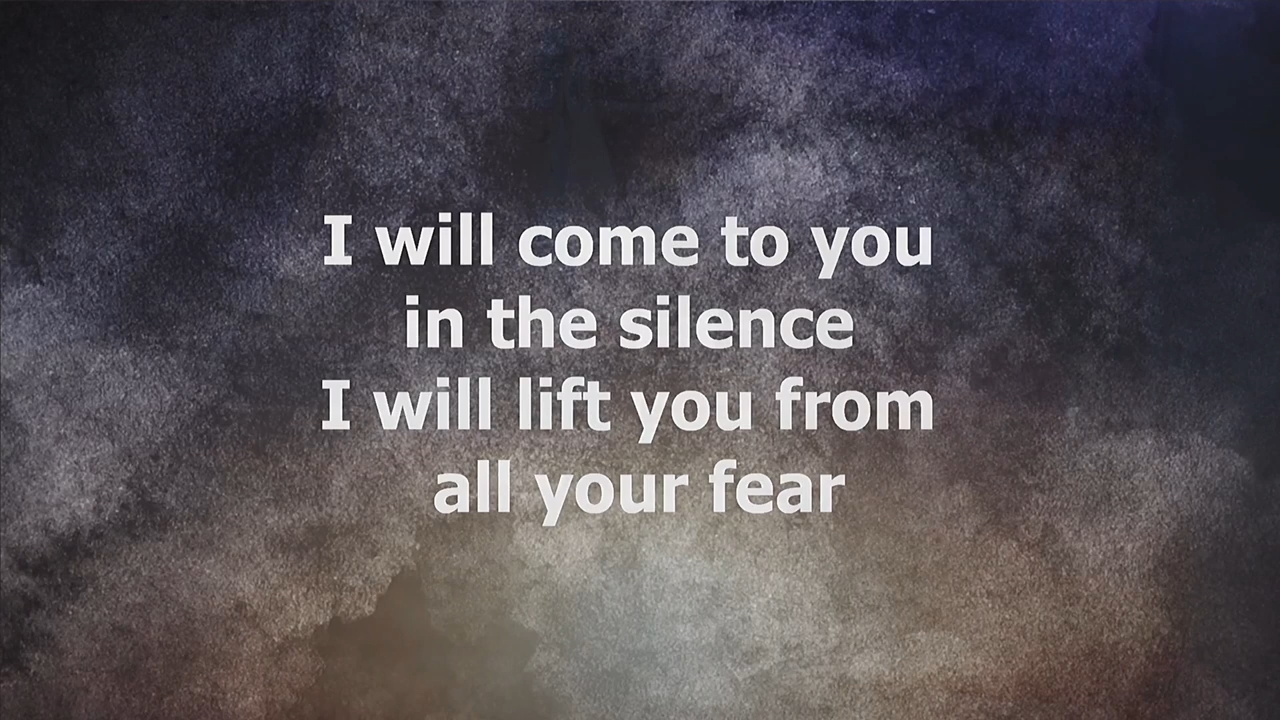 I will come to you
in the silence
I will lift you from
all your fear